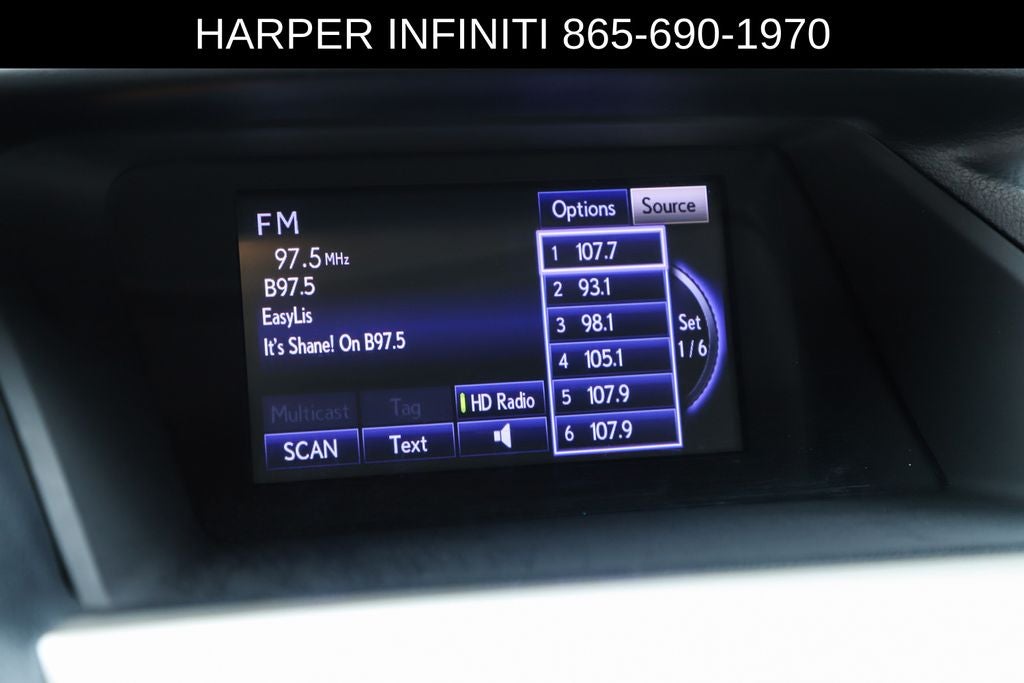 HARPER INFINITI 865-690-1970
FM
97.5 MHz
B97.5
EasyLis
It's Shane! On B97.5
Multicast Tag HD Radio
SCAN Text
Options Source
1 107.7
2 93.1
3 98.1
4 105.1
5 107.9
6 107.9
Set
1/6